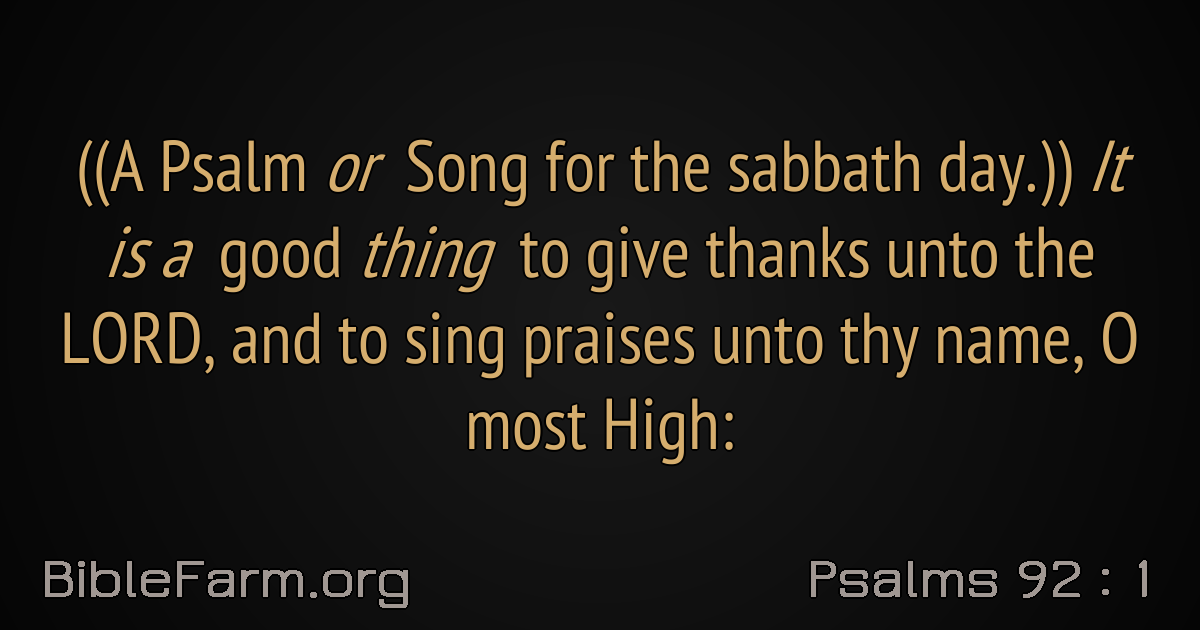 ((A Psalm or Song for the sabbath day.)) It
is a good thing to give thanks unto the
LORD, and to sing praises unto thy name, O
most High:
BibleFarm.org
Psalms 92 : 1